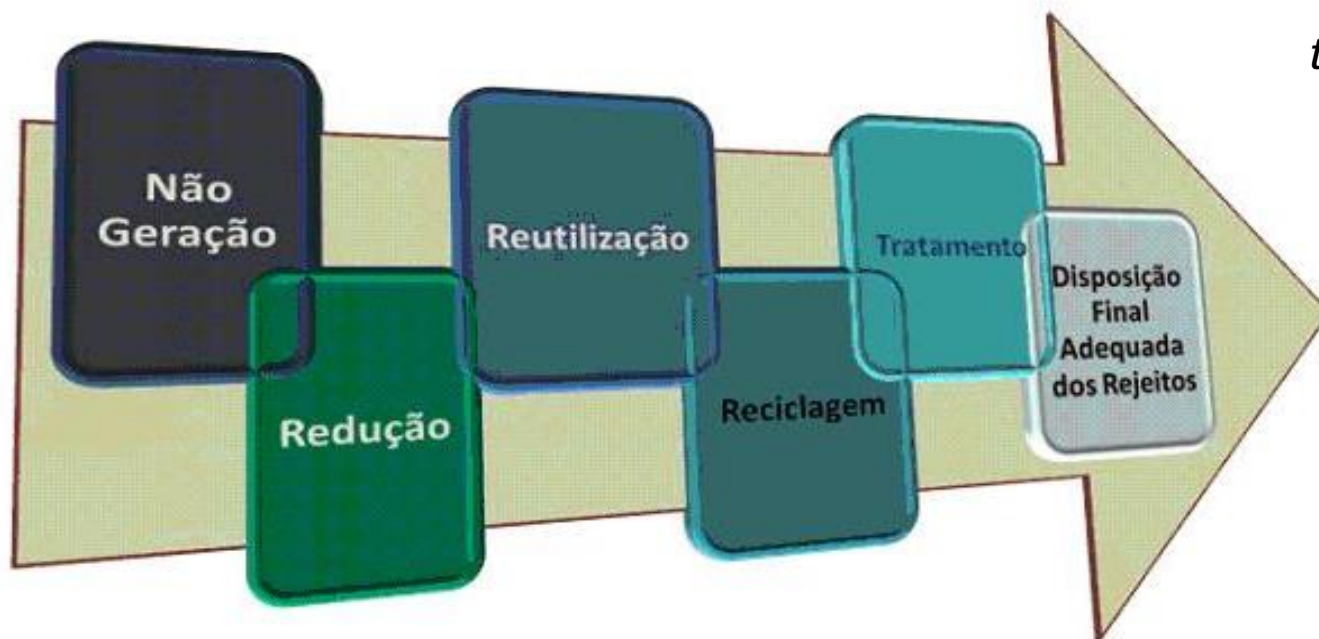 Não
Geração
Redução
Reutilização
Reciclagem
Tratamento
Disposição
Final
Adequada
dos Rejeitos
t